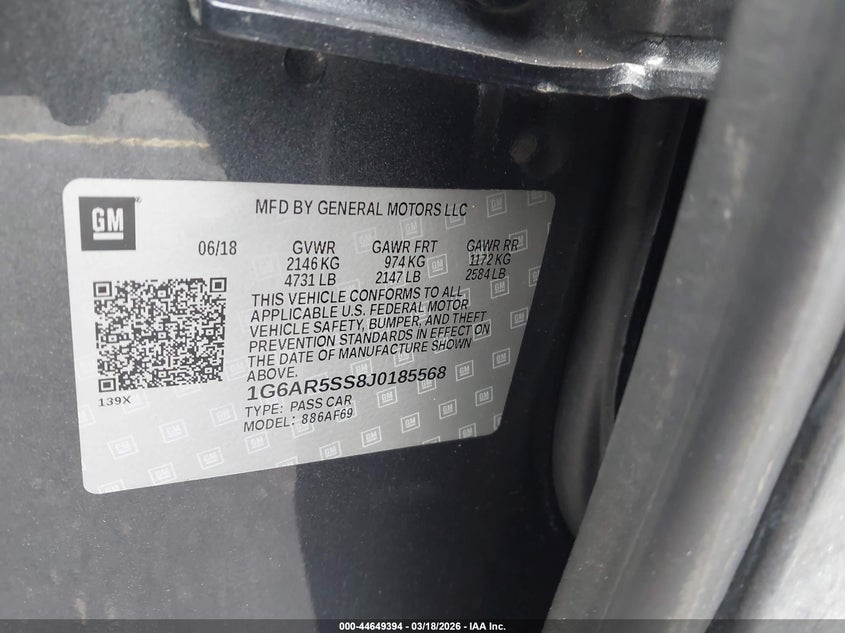 GM
MFD BY GENERAL MOTORS LLC
06/18 GVWR GAWR FRT GAWR RR
2146 KG 974 KG 1172 KG
4731 LB 2147 LB 2584 LB
THIS VEHICLE CONFORMS TO ALL
APPLICABLE U.S. FEDERAL MOTOR
VEHICLE SAFETY, BUMPER, AND THEFT
PREVENTION STANDARDS IN EFFECT ON
THE DATE OF MANUFACTURE SHOWN
ABOVE.
139X
1G6AR5SS8J0185568
TYPE: PASS CAR
MODEL: 886AF69
000-44649394 - 03/18/2026 - IAA Inc.